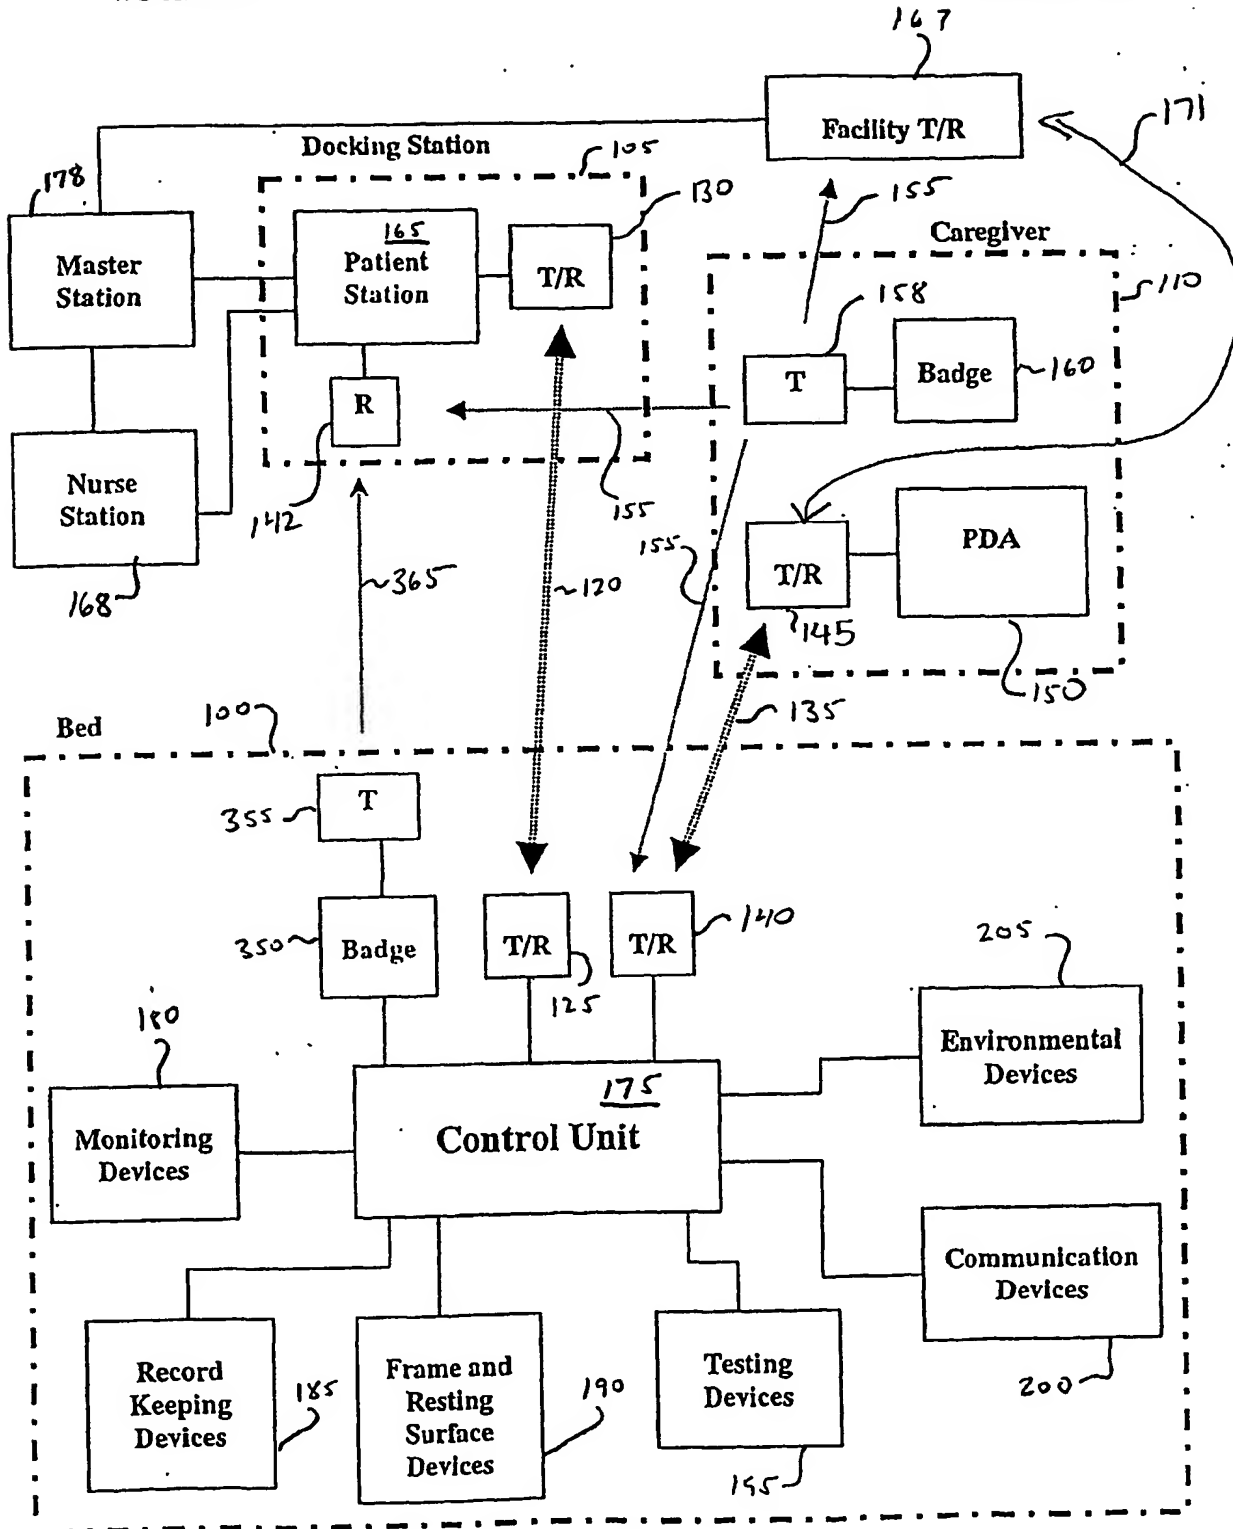 167
Facility T/R
171
Docking Station
105
178
130
155
165
Patient
Station
T/R
Master
Station
Caregiver
110
158
T
Badge
160
R
142
155
Nurse
Station
168
365
120
155
T/R
145
PDA
150
135
Bed
100
T
355
350
Badge
T/R
125
T/R
140
205
Environmental
Devices
180
175
Control Unit
Monitoring
Devices
Communication
Devices
200
Record
Keeping
Devices
185
Frame and
Resting
Surface
Devices
190
Testing
Devices
195